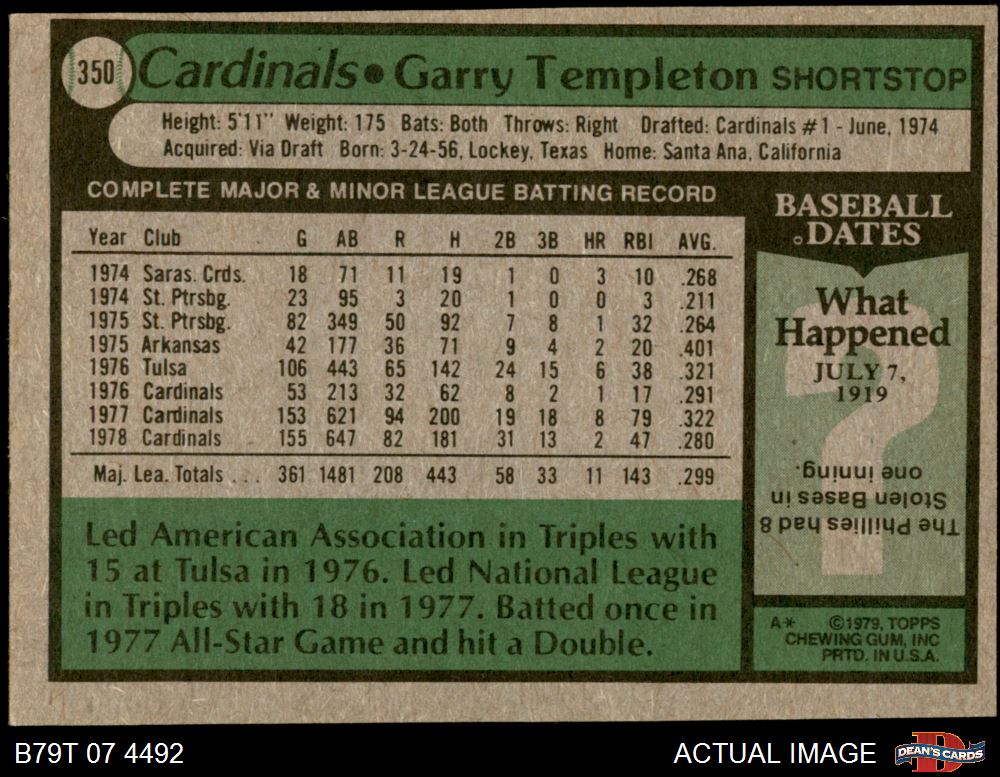 350 Cardinals • Garry Templeton SHORTSTOP
Height: 5'11" Weight: 175 Bats: Both Throws: Right Drafted: Cardinals #1 - June, 1974
Acquired: Via Draft Born: 3-24-56, Lockey, Texas Home: Santa Ana, California
COMPLETE MAJOR & MINOR LEAGUE BATTING RECORD
Year Club G AB R H 2B 3B HR RBI AVG.
1974 Saras. Crds. 18 71 11 19 1 0 3 10 .268
1974 St. Ptrsbg. 23 95 3 20 1 0 0 3 .211
1975 St. Ptrsbg. 82 349 50 92 7 8 1 32 .264
1975 Arkansas 42 177 36 71 9 4 2 20 .401
1976 Tulsa 106 443 65 142 24 15 6 38 .321
1976 Cardinals 53 213 32 62 8 2 1 17 .291
1977 Cardinals 153 621 94 200 19 18 8 79 .322
1978 Cardinals 155 647 82 181 31 13 2 47 .280
Maj. Lea. Totals . . . 361 1481 208 443 58 33 11 143 .299
Led American Association in Triples with
15 at Tulsa in 1976. Led National League
in Triples with 18 in 1977. Batted once in
1977 All-Star Game and hit a Double.
BASEBALL
DATES
What
Happened
JULY 7,
1919
The Phillies had 8
Stolen Bases in
one inning.
A* ©1979, TOPPS
CHEWING GUM, INC
PRTD. IN U.S.A.
B79T 07 4492 ACTUAL IMAGE
D
DEAN'S CARDS